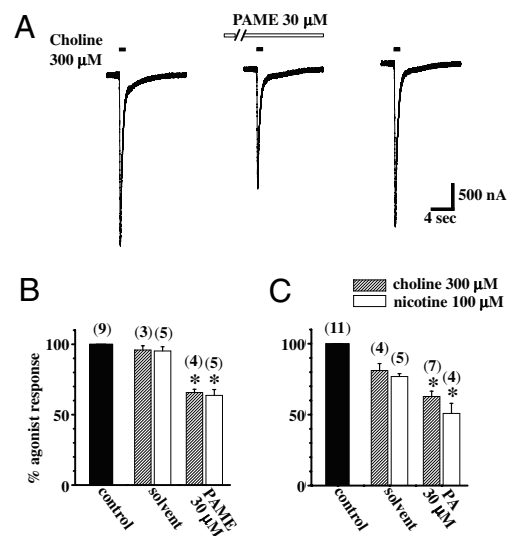 A
PAME 30 µM
Choline
300 µM
500 nA
4 sec
B
C
choline 300 µM
nicotine 100 µM
% agonist response
100
50
0
(9)
(3)
(5)
(4)
(5)
*
*
control
solvent
PAME
30 µM
100
50
0
(11)
(4)
(5)
(7)
(4)
*
*
control
solvent
PA
30 µM